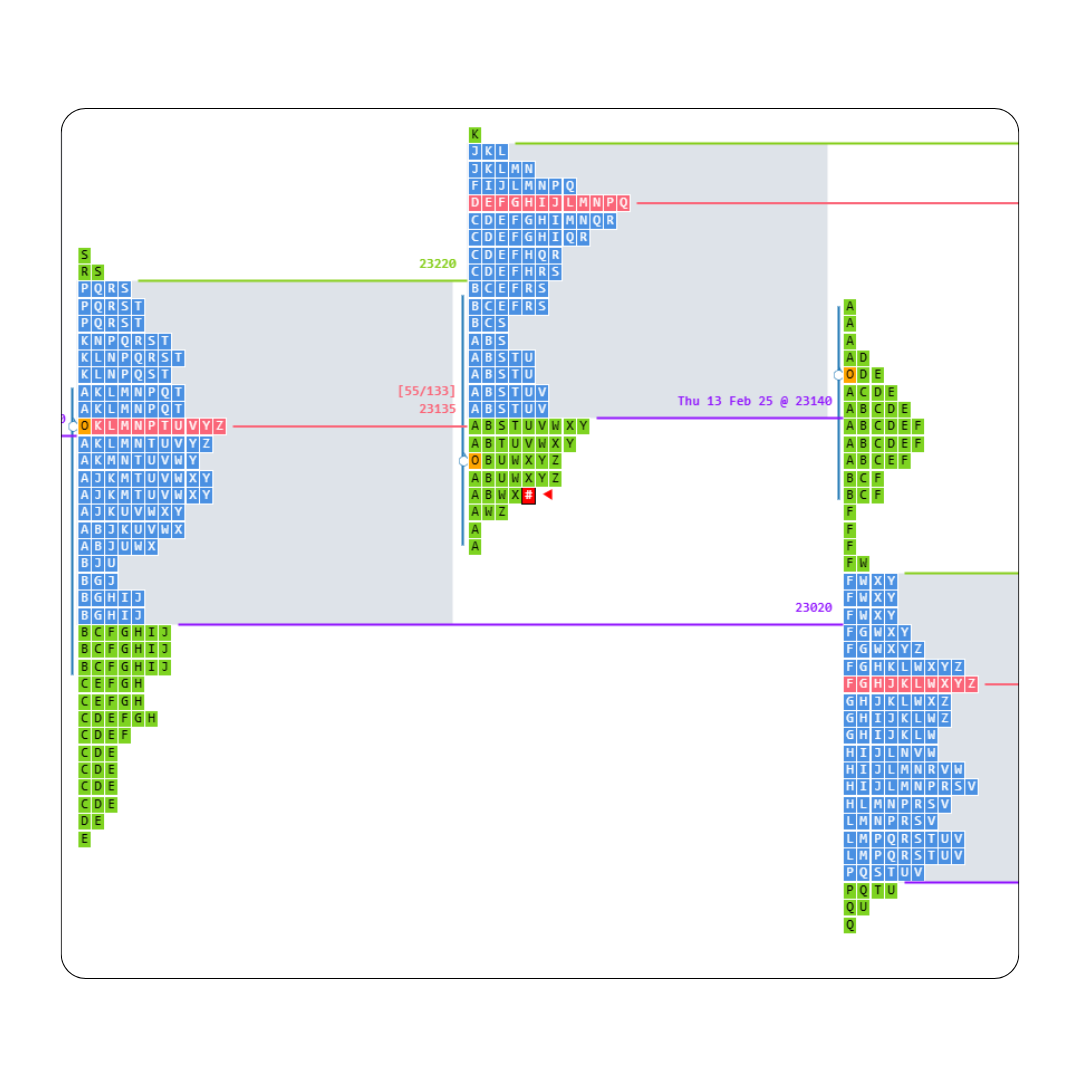 K
JKL
JKLMN
FIJLMNPQ
DEFGHIJLMNPQ
CDEFGHIMNQR
CDEFGHIQR
CDEFHQR
CDEFHRS
BCEFRS
BCEFRS
BCS
ABS
ABSTU
ABSTU
ABSTUV
ABSTUV
ABSTUVWXY
ABTUVWXY
OBUWXYZ
ABUWXYZ
ABWX#
AWZ
A
A
S
RS
PQRS
PQRST
PQRST
KNPQRST
KLNPQRST
KLNPQST
AKLMNPQT
AKLMNPQT
OKLMNPTUVYZ
AKLMNTUVYZ
AKMNTUVWY
AJKMTUVWXY
AJKMTUVWXY
AJKUVWXY
ABJKUVWX
ABJUWX
BJU
BGJ
BGHIJ
BGHIJ
BCFGHIJ
BCFGHIJ
BCFGHIJ
CEFGH
CEFGH
CDEFGH
CDEF
CDE
CDE
CDE
CDE
DE
E
23220
[55/133]
23135
Thu 13 Feb 25 @ 23140
23020
A
A
A
AD
ODE
ACDE
ABCDE
ABCDEF
ABCDEF
ABCEF
BCF
BCF
F
F
F
FW
FWXY
FWXY
FWXY
FGWXY
FGWXYZ
FGHKLWXYZ
FGHJKLWXYZ
GHJKLWXZ
GHIJKLWZ
GHIJKLW
HIJLNVW
HIJLMNRVW
HIJLMNPRSV
HLMNPRSV
LMNPRSV
LMPQRSTUV
LMPQRSTUV
PQSTUV
PQTU
QU
Q